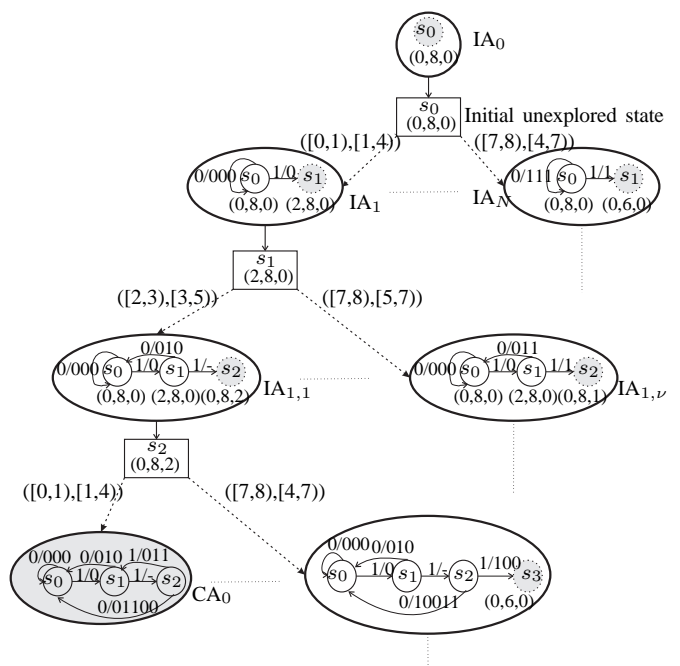 s₀
(0,8,0)
IA₀
s₀
(0,8,0)
Initial unexplored state
([0,1),[1,4))
([7,8),[4,7))
0/000 s₀ 1/0 s₁
(0,8,0) (2,8,0)
IA₁
0/111 s₀ 1/1 s₁
(0,8,0) (0,6,0)
IA_N
s₁
(2,8,0)
([2,3),[3,5))
([7,8),[5,7))
0/010
0/000 s₀ 1/0 s₁ 1/- s₂
(0,8,0) (2,8,0)(0,8,2)
IA₁,₁
0/011
0/000 s₀ 1/0 s₁ 1/1 s₂
(0,8,0) (2,8,0)(0,8,1)
IA₁,ᵥ
s₂
(0,8,2)
([0,1),[1,4))
([7,8),[4,7))
0/000 0/010 1/011
s₀ 1/0 s₁ 1/- s₂
0/01100
CA₀
0/000 0/010
s₀ 1/0 s₁ 1/- s₂ 1/100 s₃
0/10011
(0,6,0)